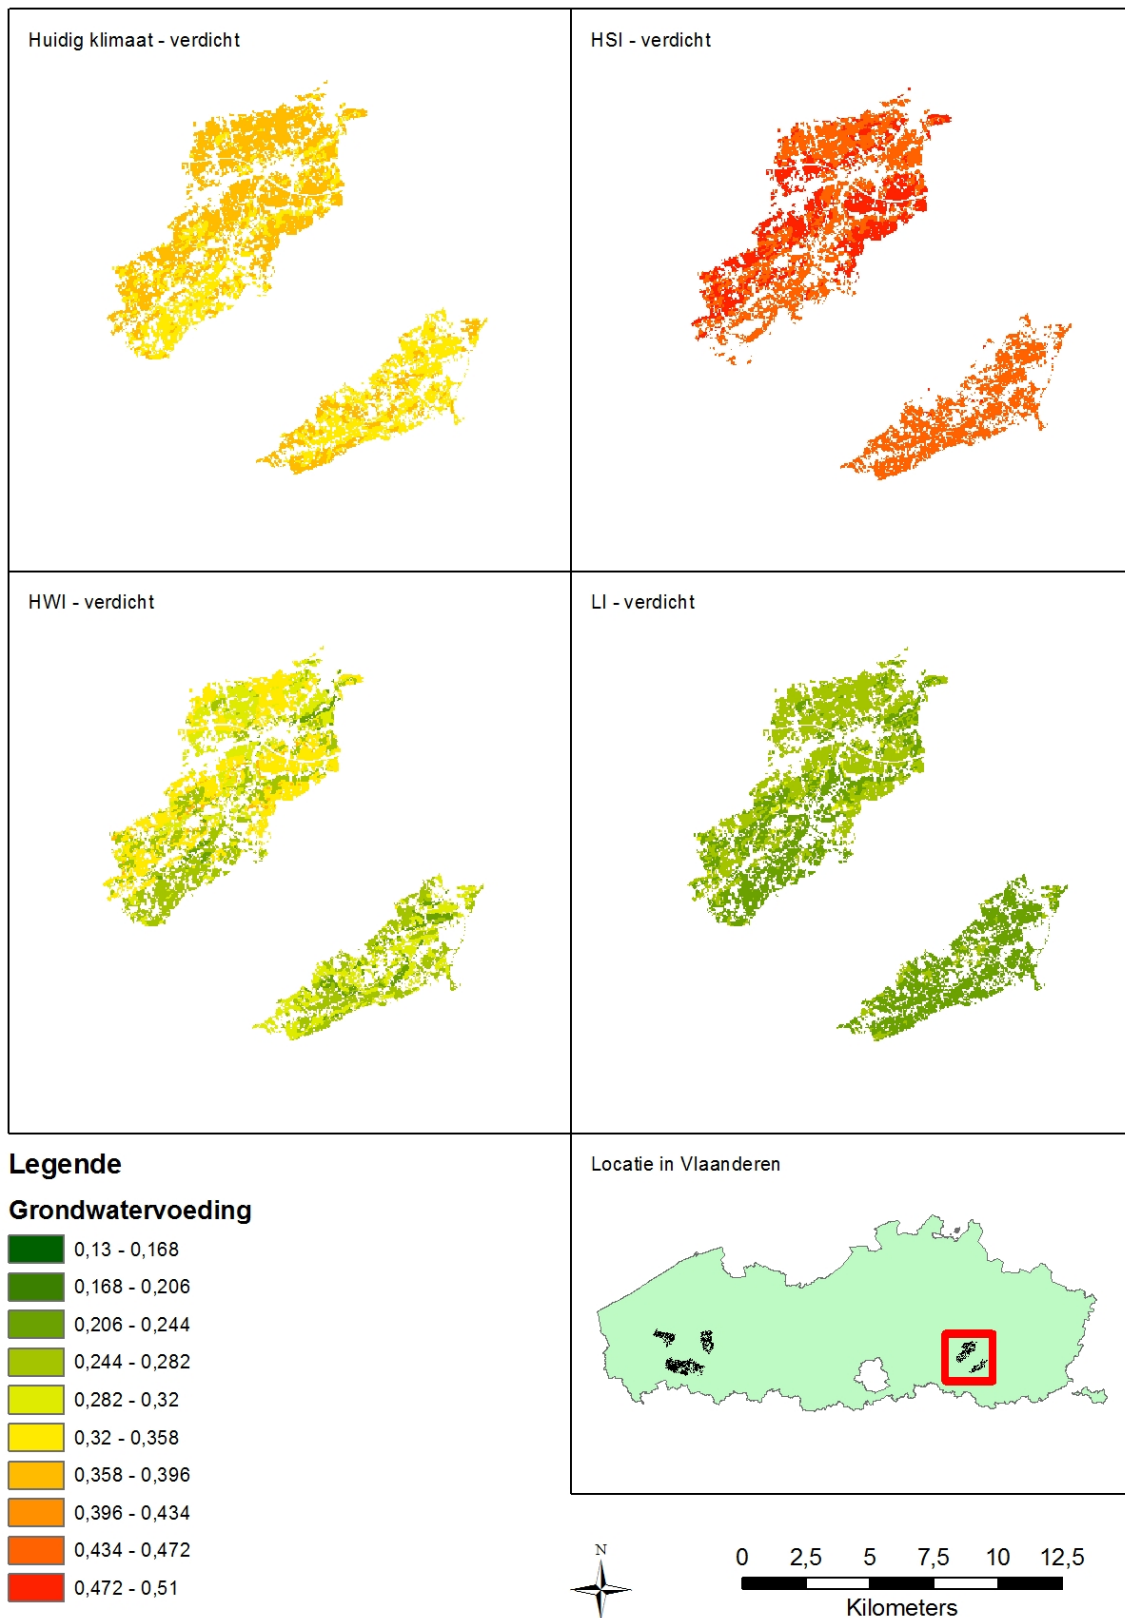 Huidig klimaat - verdicht
HSI - verdicht
HWI - verdicht
LI - verdicht
Legende
Grondwatervoeding
0,13 - 0,168
0,168 - 0,206
0,206 - 0,244
0,244 - 0,282
0,282 - 0,32
0,32 - 0,358
0,358 - 0,396
0,396 - 0,434
0,434 - 0,472
0,472 - 0,51
Locatie in Vlaanderen
N
0 2,5 5 7,5 10 12,5
Kilometers